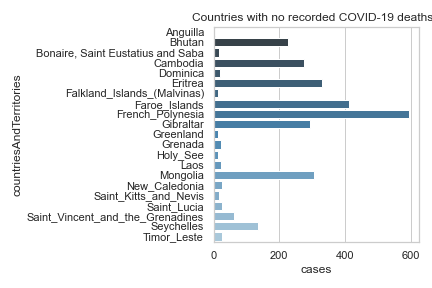 Countries with no recorded COVID-19 deaths
countriesAndTerritories
Anguilla
Bhutan
Bonaire, Saint Eustatius and Saba
Cambodia
Dominica
Eritrea
Falkland_Islands_(Malvinas)
Faroe_Islands
French_Polynesia
Gibraltar
Greenland
Grenada
Holy_See
Laos
Mongolia
New_Caledonia
Saint_Kitts_and_Nevis
Saint_Lucia
Saint_Vincent_and_the_Grenadines
Seychelles
Timor_Leste
0 200 400 600
cases